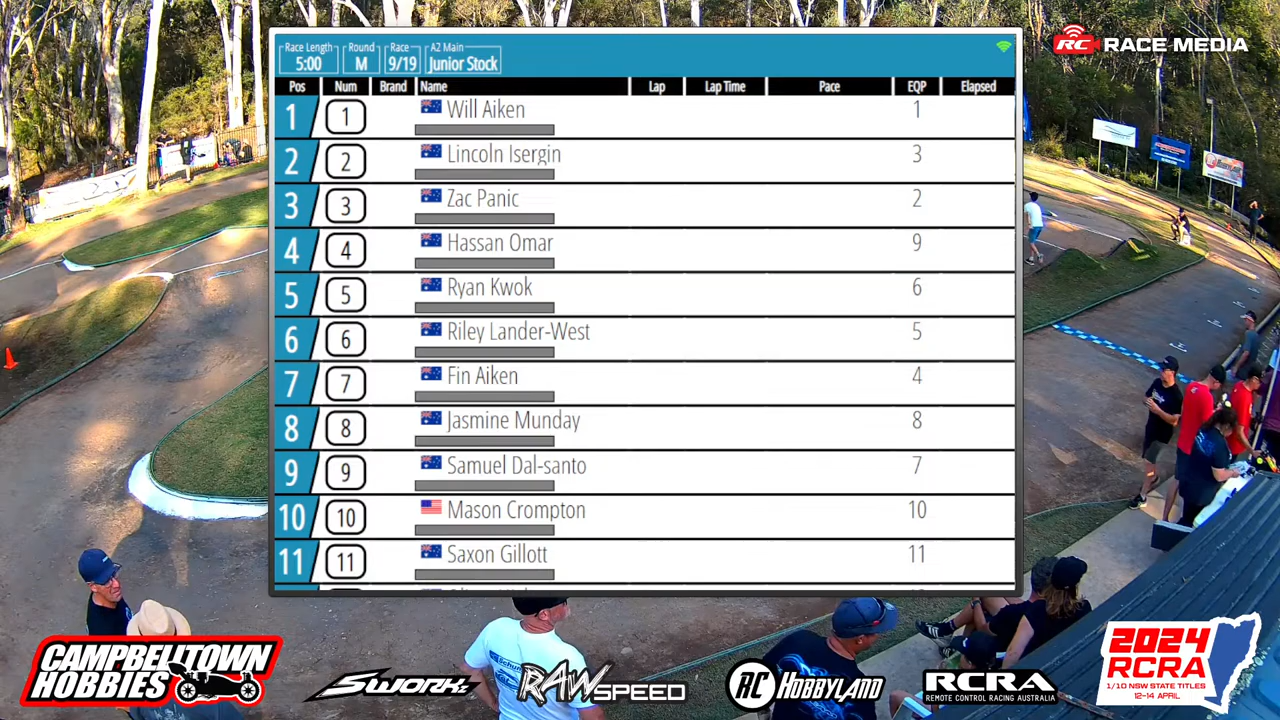 Race Length Round Race A2 Main
5:00 M 9/19 Junior Stock
RC RACE MEDIA
Pos Num Brand Name Lap Lap Time Pace EQP Elapsed
1 1 Will Aiken 1
2 2 Lincoln Isergin 3
3 3 Zac Panic 2
4 4 Hassan Omar 9
5 5 Ryan Kwok 6
6 6 Riley Lander-West 5
7 7 Fin Aiken 4
8 8 Jasmine Munday 8
9 9 Samuel Dal-santo 7
10 10 Mason Crompton 10
11 11 Saxon Gillott 11
CAMPBELLTOWN
HOBBIES
SWORKz
RAW SPEED
RC HOBBYLAND
RCRA
REMOTE CONTROL RACING AUSTRALIA
2024
RCRA
1/10 NSW STATE TITLES
12-14 APRIL